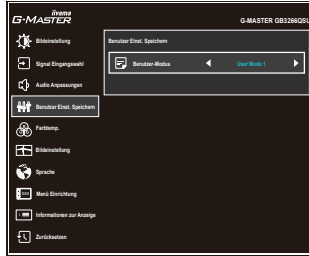 iiyama
G-MASTER
G-MASTER GB3266QSU
Bildeinstellung
Signal Eingangswahl
Audio Anpassungen
Benutzer Einst. Speichern
Farbtemp.
Bildeinstellung
Sprache
OSD
Menü Einrichtung
Informationen zur Anzeige
Zurücksetzen
Benutzer Einst. Speichern
Benutzer-Modus
User Mode 1